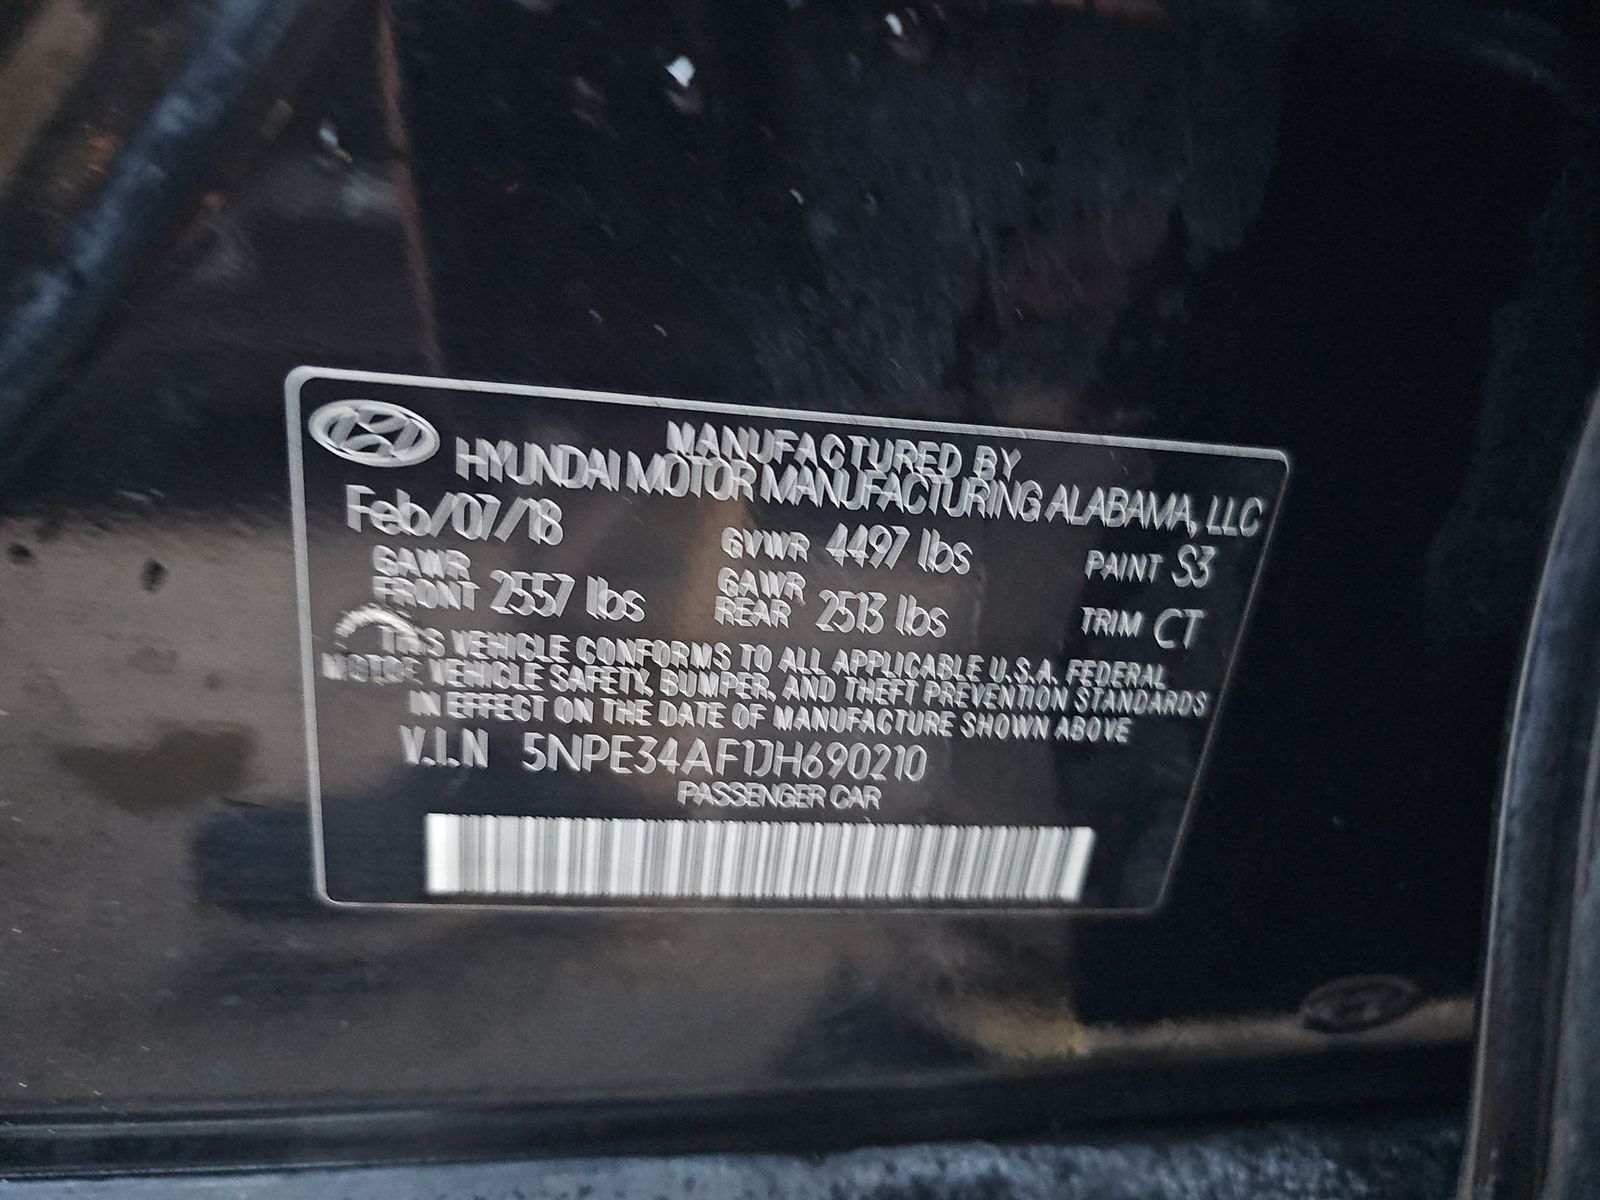 MANUFACTURED BY
HYUNDAI MOTOR MANUFACTURING ALABAMA, LLC
Feb/07/18 GVWR 4497 lbs PAINT S3
GAWR FRONT 2557 lbs GAWR REAR 2513 lbs TRIM CT
THIS VEHICLE CONFORMS TO ALL APPLICABLE U.S.A. FEDERAL
MOTOR VEHICLE SAFETY, BUMPER, AND THEFT PREVENTION STANDARDS
IN EFFECT ON THE DATE OF MANUFACTURE SHOWN ABOVE
V.I.N 5NPE34AF1JH690210
PASSENGER CAR